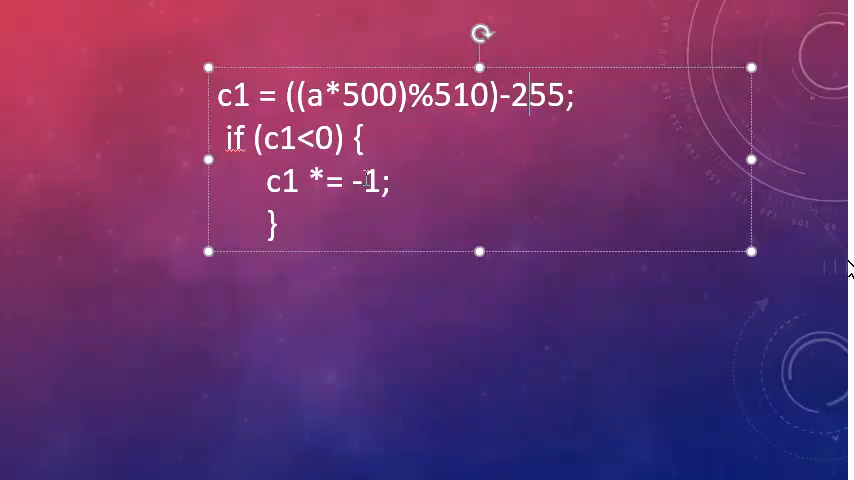 c1 = ((a*500)%510)-255;
if (c1<0) {
c1 *= -1;
}